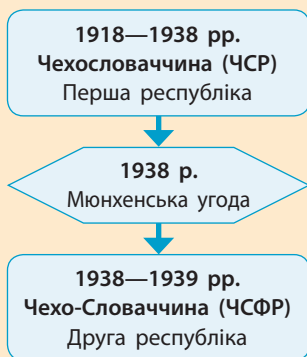 1918—1938 рр.
Чехословаччина (ЧСР)
Перша республіка
1938 р.
Мюнхенська угода
1938—1939 рр.
Чехо-Словаччина (ЧСФР)
Друга республіка